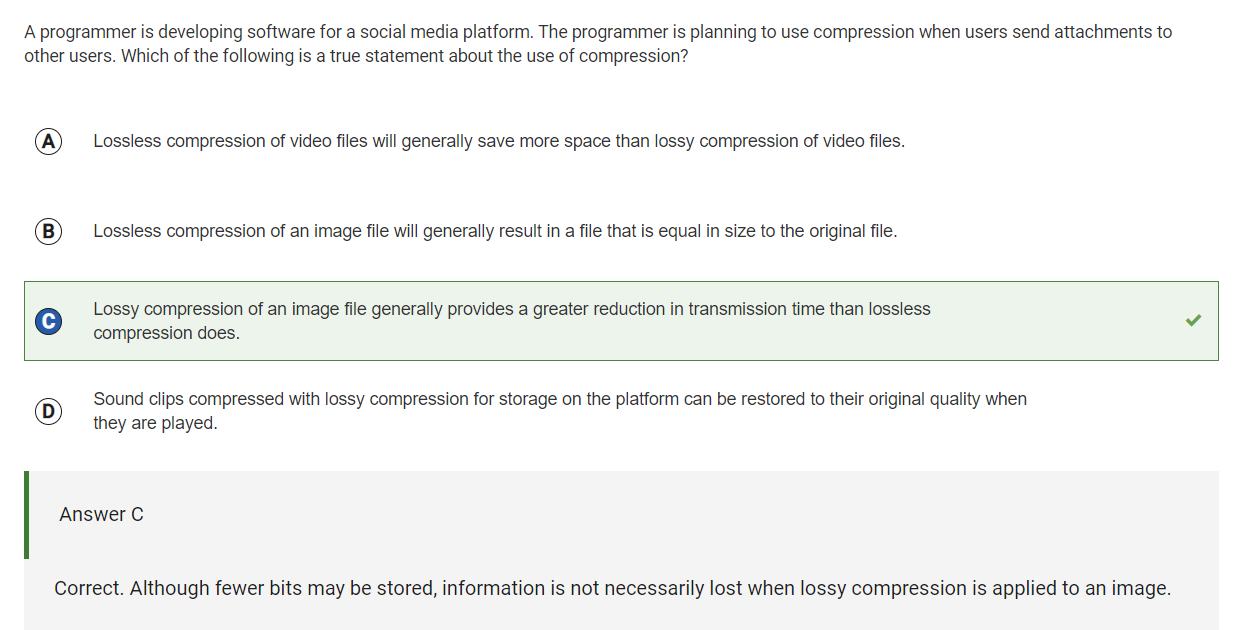 A programmer is developing software for a social media platform. The programmer is planning to use compression when users send attachments to
other users. Which of the following is a true statement about the use of compression?
A Lossless compression of video files will generally save more space than lossy compression of video files.
B Lossless compression of an image file will generally result in a file that is equal in size to the original file.
C Lossy compression of an image file generally provides a greater reduction in transmission time than lossless
compression does.
D Sound clips compressed with lossy compression for storage on the platform can be restored to their original quality when
they are played.
Answer C
Correct. Although fewer bits may be stored, information is not necessarily lost when lossy compression is applied to an image.